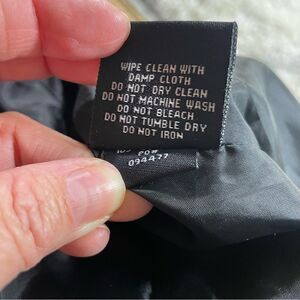 WIPE CLEAN WITH
DAMP CLOTH
DO NOT DRY CLEAN
DO NOT MACHINE WASH
DO NOT BLEACH
DO NOT TUMBLE DRY
DO NOT IRON
PO#
094477